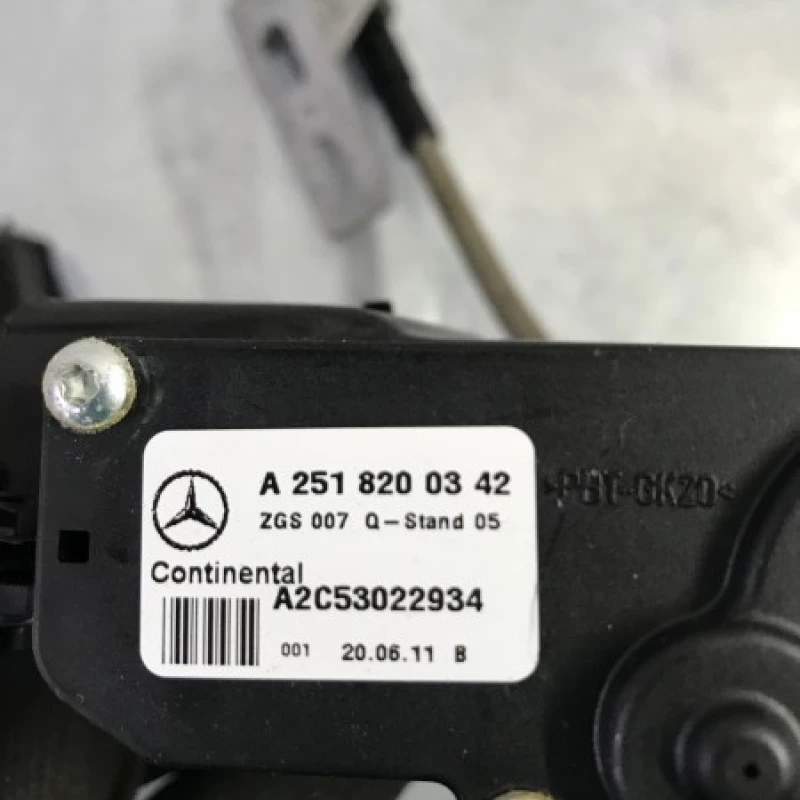 A 251 820 03 42
ZGS 007 Q-Stand 05
Continental
A2C53022934
001 20.06.11 B
>PBT-GK20<